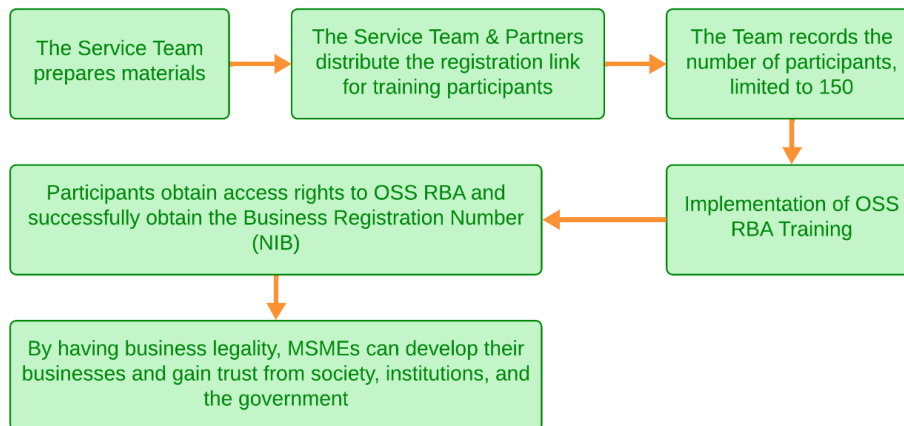 The Service Team
prepares materials
The Service Team & Partners
distribute the registration link
for training participants
The Team records the
number of participants,
limited to 150
Implementation of OSS
RBA Training
Participants obtain access rights to OSS RBA and
successfully obtain the Business Registration Number
(NIB)
By having business legality, MSMEs can develop their
businesses and gain trust from society, institutions, and
the government